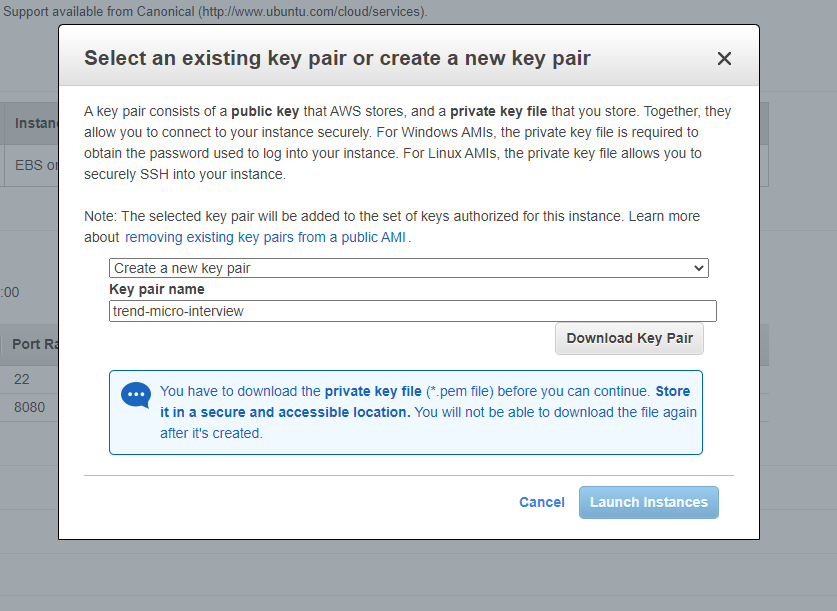 Support available from Canonical (http://www.ubuntu.com/cloud/services).
Select an existing key pair or create a new key pair
A key pair consists of a public key that AWS stores, and a private key file that you store. Together, they
allow you to connect to your instance securely. For Windows AMIs, the private key file is required to
obtain the password used to log into your instance. For Linux AMIs, the private key file allows you to
securely SSH into your instance.
Note: The selected key pair will be added to the set of keys authorized for this instance. Learn more
about removing existing key pairs from a public AMI.
Create a new key pair
Key pair name
trend-micro-interview
Download Key Pair
You have to download the private key file (*.pem file) before you can continue. Store
it in a secure and accessible location. You will not be able to download the file again
after it's created.
Cancel
Launch Instances
Instan
EBS or
:00
Port Ra
22
8080